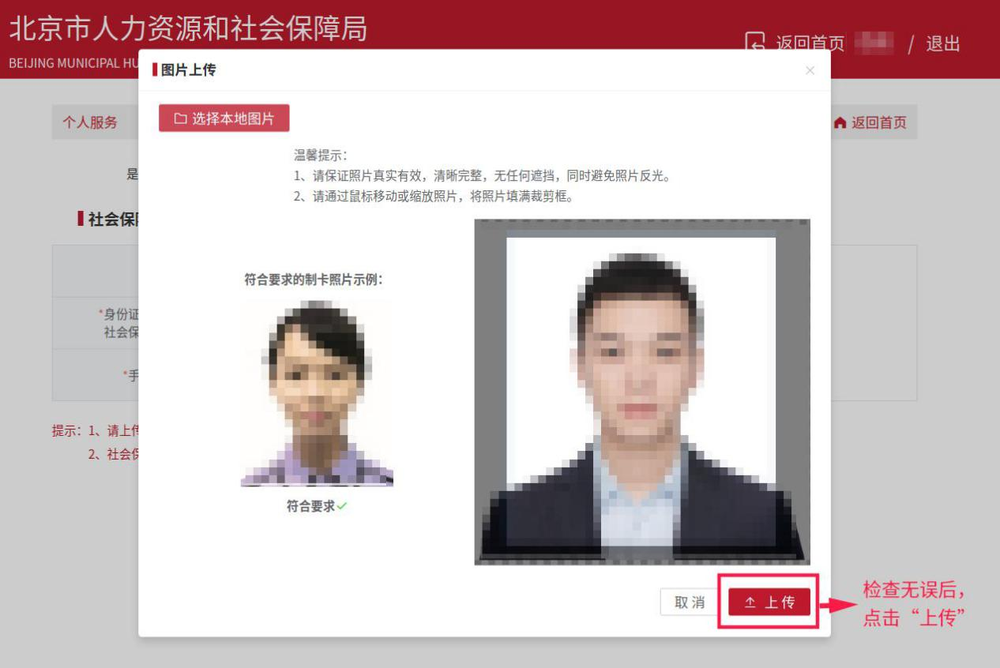 北京市人力资源和社会保障局
BEIJING MUNICIPAL HU
返回首页 / 退出
图片上传
选择本地图片
个人服务
返回首页
温馨提示：
1、请保证照片真实有效，清晰完整，无任何遮挡，同时避免照片反光。
2、请通过鼠标移动或缩放照片，将照片填满裁剪框。
是
社会保
符合要求的制卡照片示例：
*身份证
社会保
*手
提示：1、请上传
2、社会保
符合要求
取消
上传
检查无误后，
点击“上传”